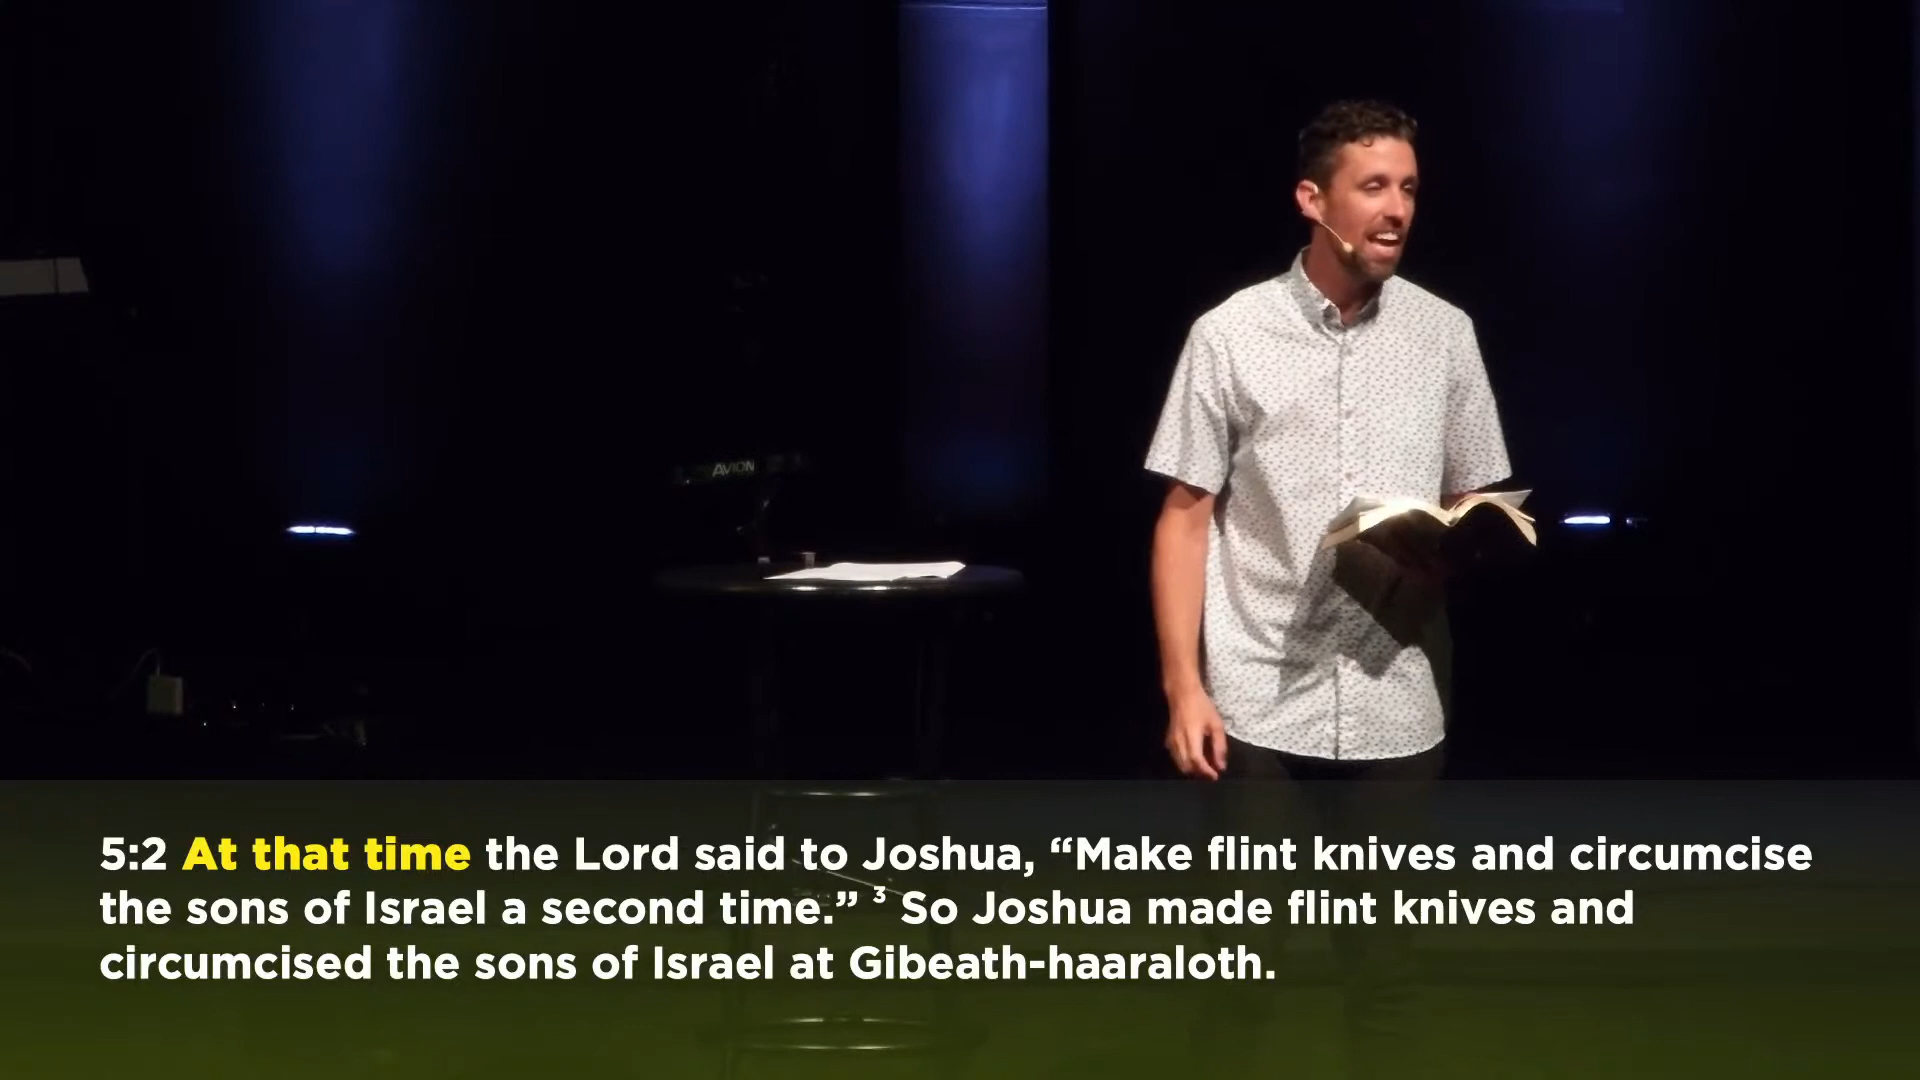 AVION
5:2 At that time the Lord said to Joshua, “Make flint knives and circumcise
the sons of Israel a second time.” ³ So Joshua made flint knives and
circumcised the sons of Israel at Gibeath-haaraloth.